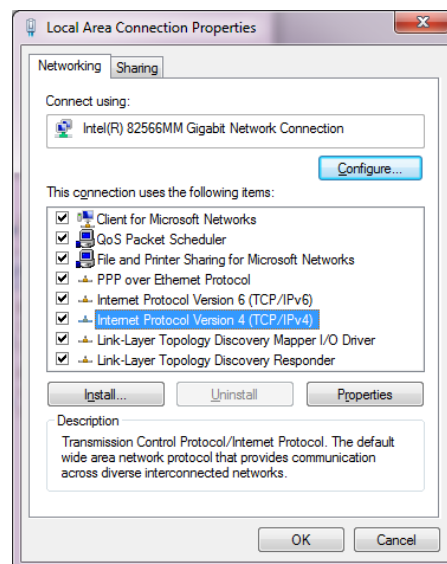 Local Area Connection Properties
Networking
Sharing
Connect using:
Intel(R) 82566MM Gigabit Network Connection
Configure...
This connection uses the following items:
Client for Microsoft Networks
QoS Packet Scheduler
File and Printer Sharing for Microsoft Networks
PPP over Ethernet Protocol
Internet Protocol Version 6 (TCP/IPv6)
Internet Protocol Version 4 (TCP/IPv4)
Link-Layer Topology Discovery Mapper I/O Driver
Link-Layer Topology Discovery Responder
Install...
Uninstall
Properties
Description
Transmission Control Protocol/Internet Protocol. The default
wide area network protocol that provides communication
across diverse interconnected networks.
OK
Cancel